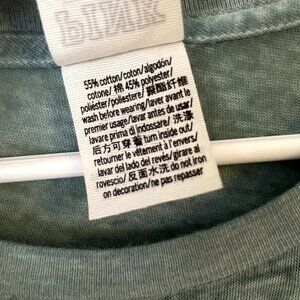 55% cotton/coton/algodón/
cotone/棉 45% polyester/
poliéster/poliestere/聚酯纤维
wash before wearing/lavar avant le
premier usage/lavar antes de usar/
lavare prima di indossare/洗涤
后方可穿着 turn inside out/
retourner le vêtement à l'envers/
lavar del lado del revés/girare al
rovescio/反面水洗 do not iron
on decoration/ne pas repasser